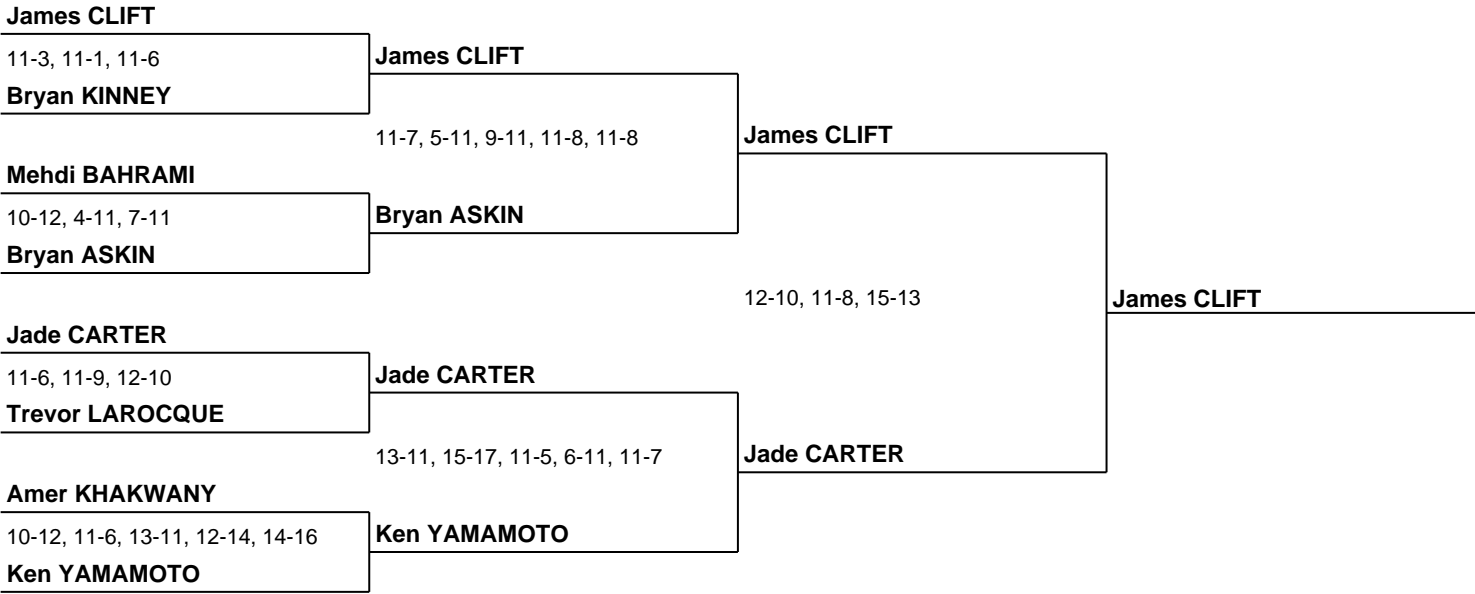 James CLIFT
11-3, 11-1, 11-6
Bryan KINNEY
Mehdi BAHRAMI
10-12, 4-11, 7-11
Bryan ASKIN
Jade CARTER
11-6, 11-9, 12-10
Trevor LAROCQUE
Amer KHAKWANY
10-12, 11-6, 13-11, 12-14, 14-16
Ken YAMAMOTO
James CLIFT
11-7, 5-11, 9-11, 11-8, 11-8
Bryan ASKIN
Jade CARTER
13-11, 15-17, 11-5, 6-11, 11-7
Ken YAMAMOTO
James CLIFT
12-10, 11-8, 15-13
Jade CARTER
James CLIFT